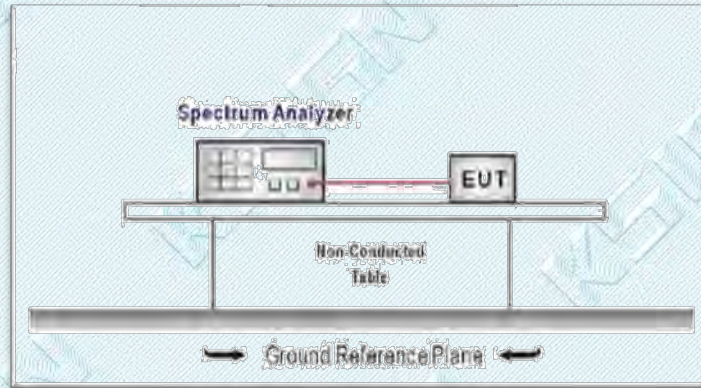 Spectrum Analyzer
EUT
Non-Conducted
Table
Ground Reference Plane